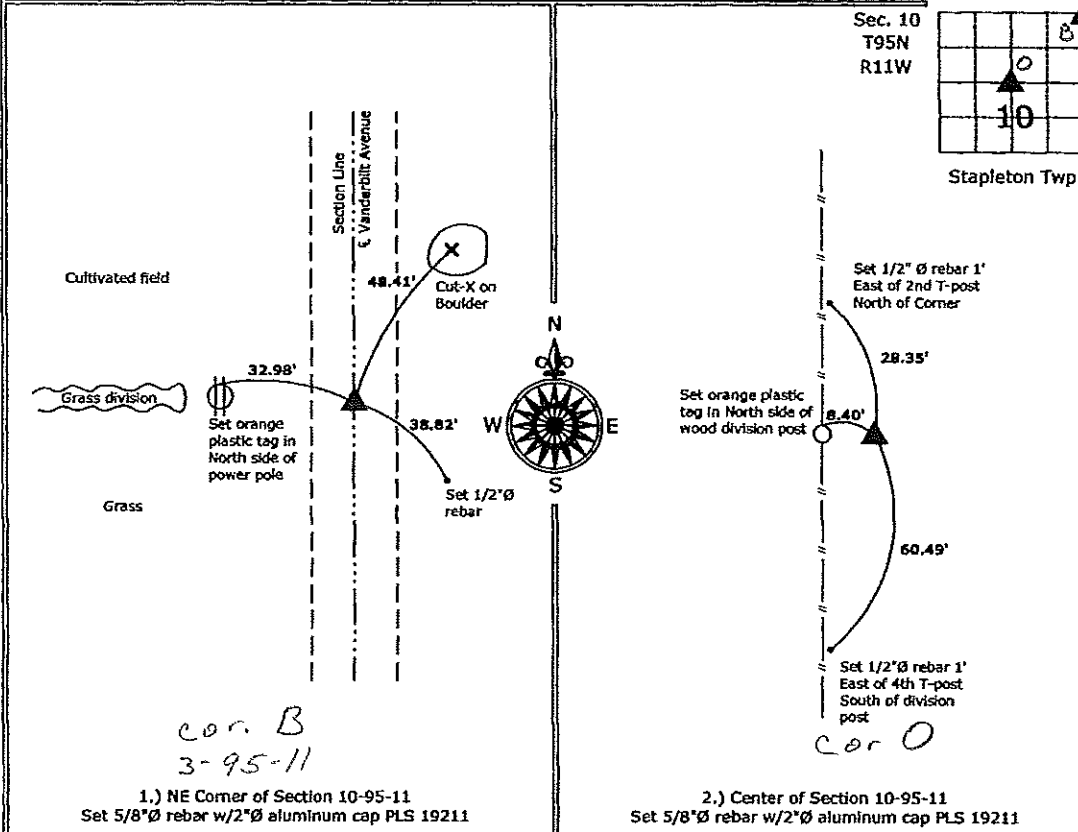 Sec. 10
T95N
R11W
B
O
10
Stapleton Twp
Section Line
℄ Vanderbilt Avenue
Cultivated field
48.41'
Cut-X on
Boulder
32.98'
Grass division
38.82'
Set orange
plastic tag in
North side of
power pole
Grass
Set 1/2"Ø
rebar
N
W
E
S
Set 1/2" Ø rebar 1'
East of 2nd T-post
North of Corner
28.35'
Set orange plastic
tag in North side of
wood division post
8.40'
60.49'
Set 1/2"Ø rebar 1'
East of 4th T-post
South of division
post
cor. B
3-95-11
cor O
1.) NE Corner of Section 10-95-11
Set 5/8"Ø rebar w/2"Ø aluminum cap PLS 19211
2.) Center of Section 10-95-11
Set 5/8"Ø rebar w/2"Ø aluminum cap PLS 19211